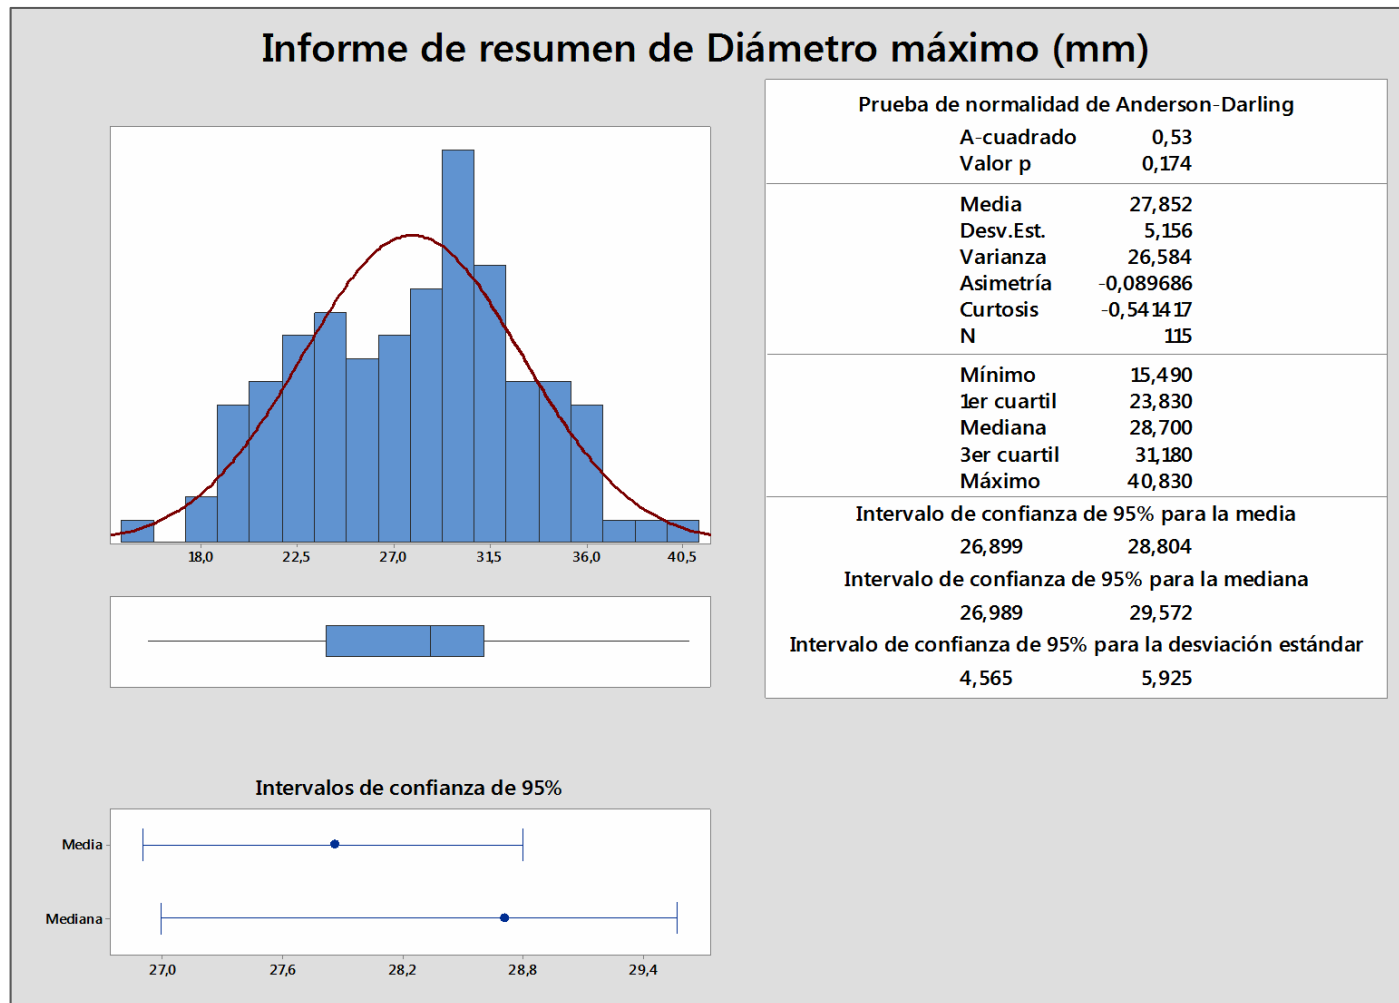 Informe de resumen de Diámetro máximo (mm)
18,0 22,5 27,0 31,5 36,0 40,5
Intervalos de confianza de 95%
Media
Mediana
27,0 27,6 28,2 28,8 29,4
Prueba de normalidad de Anderson-Darling
A-cuadrado 0,53
Valor p 0,174
Media 27,852
Desv.Est. 5,156
Varianza 26,584
Asimetría -0,089686
Curtosis -0,541417
N 115
Mínimo 15,490
1er cuartil 23,830
Mediana 28,700
3er cuartil 31,180
Máximo 40,830
Intervalo de confianza de 95% para la media
26,899 28,804
Intervalo de confianza de 95% para la mediana
26,989 29,572
Intervalo de confianza de 95% para la desviación estándar
4,565 5,925